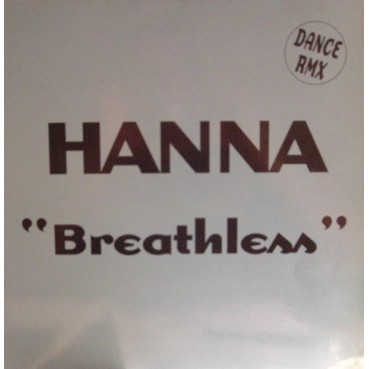 DANCE
RMX
HANNA
"Breathless"